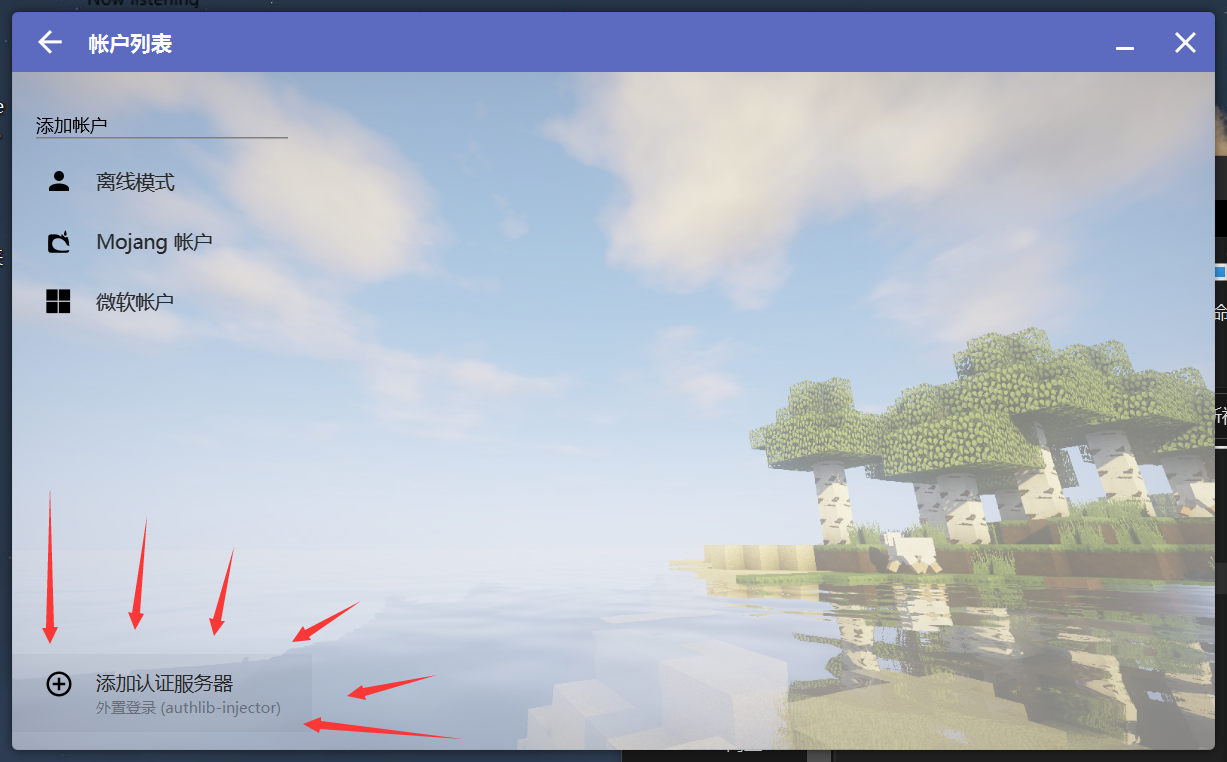 帐户列表
添加帐户
离线模式
Mojang 帐户
微软帐户
添加认证服务器
外置登录 (authlib-injector)